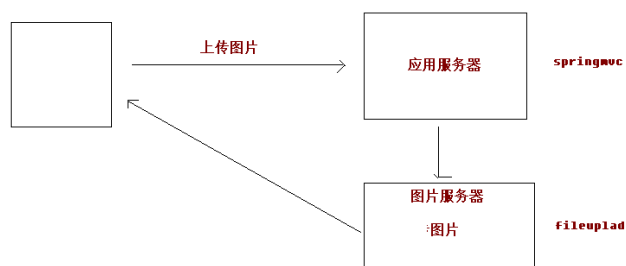 上传图片
应用服务器
springmvc
图片服务器
图片
fileuplad